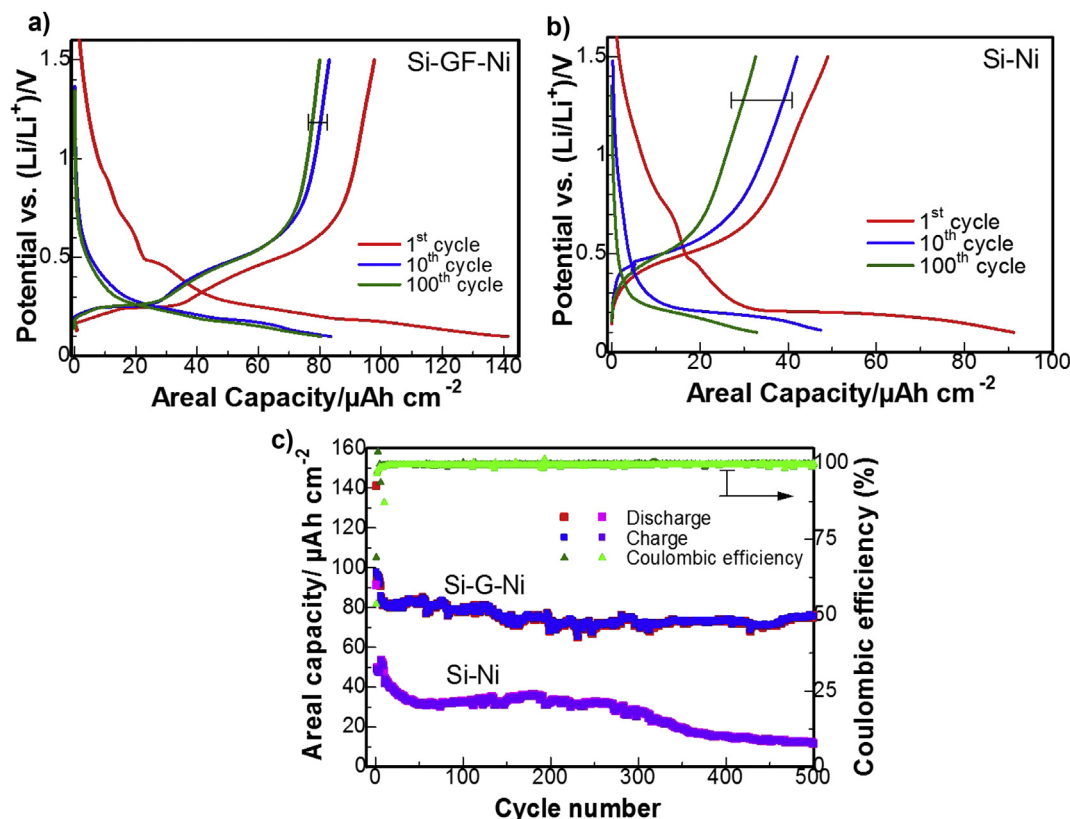 a)
Si-GF-Ni
1.5
1
0.5
0
Potential vs. (Li/Li⁺)/V
1ˢᵗ cycle
10ᵗʰ cycle
100ᵗʰ cycle
0 20 40 60 80 100 120 140
Areal Capacity/µAh cm⁻²
b)
Si-Ni
1.5
1
0.5
0
Potential vs. (Li/Li⁺)/V
1ˢᵗ cycle
10ᵗʰ cycle
100ᵗʰ cycle
0 20 40 60 80 100
Areal Capacity/µAh cm⁻²
c)
Areal capacity/ µAh cm⁻²
160
140
120
100
80
60
40
20
0
Discharge
Charge
Coulombic efficiency
Si-G-Ni
Si-Ni
100
75
50
25
0
Coulombic efficiency (%)
0 100 200 300 400 500
Cycle number